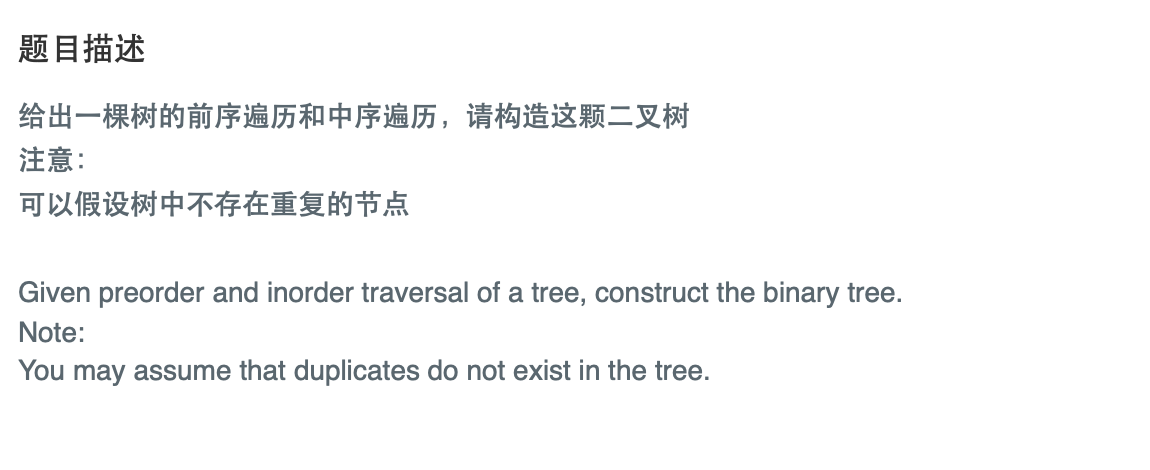 题目描述
给出一棵树的前序遍历和中序遍历，请构造这颗二叉树
注意：
可以假设树中不存在重复的节点
Given preorder and inorder traversal of a tree, construct the binary tree.
Note:
You may assume that duplicates do not exist in the tree.